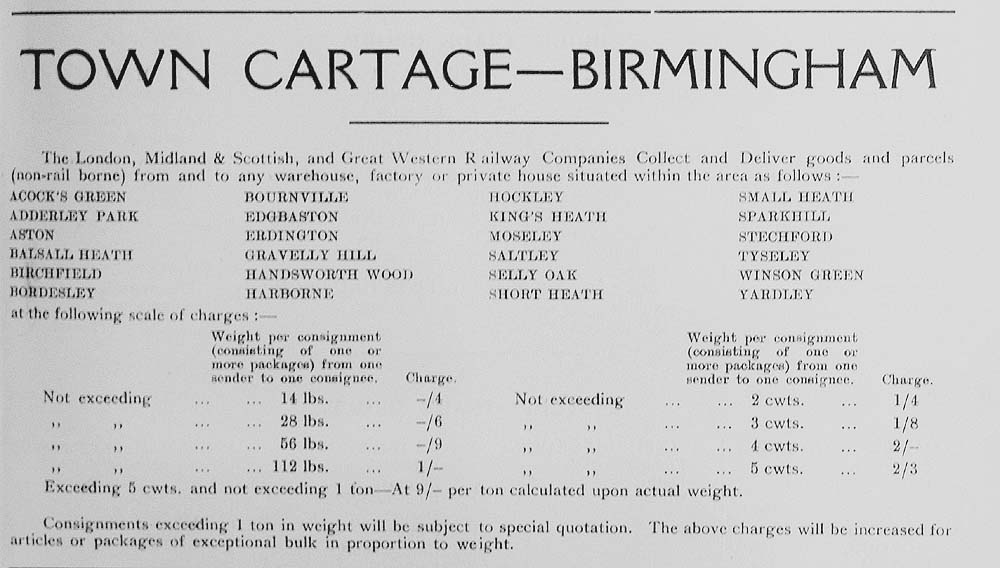 TOWN CARTAGE—BIRMINGHAM
The London, Midland & Scottish, and Great Western Railway Companies Collect and Deliver goods and parcels
(non-rail borne) from and to any warehouse, factory or private house situated within the area as follows :—
ACOCK'S GREEN BOURNVILLE HOCKLEY SMALL HEATH
ADDERLEY PARK EDGBASTON KING'S HEATH SPARKHILL
ASTON ERDINGTON MOSELEY STECHFORD
BALSALL HEATH GRAVELLY HILL SALTLEY TYSELEY
BIRCHFIELD HANDSWORTH WOOD SELLY OAK WINSON GREEN
BORDESLEY HARBORNE SHORT HEATH YARDLEY
at the following scale of charges :—
Weight per consignment Weight per consignment
(consisting of one or (consisting of one or
more packages) from one more packages) from one
sender to one consignee. Charge. sender to one consignee. Charge.
Not exceeding ... ... 14 lbs. ... –/4 Not exceeding ... ... 2 cwts. ... 1/4
,, ,, ... ... 28 lbs. ... –/6 ,, ,, ... ... 3 cwts. ... 1/8
,, ,, ... ... 56 lbs. ... –/9 ,, ,, ... ... 4 cwts. ... 2/–
,, ,, ... ... 112 lbs. ... 1/– ,, ,, ... ... 5 cwts. ... 2/3
Exceeding 5 cwts. and not exceeding 1 ton—At 9/– per ton calculated upon actual weight.
Consignments exceeding 1 ton in weight will be subject to special quotation. The above charges will be increased for
articles or packages of exceptional bulk in proportion to weight.